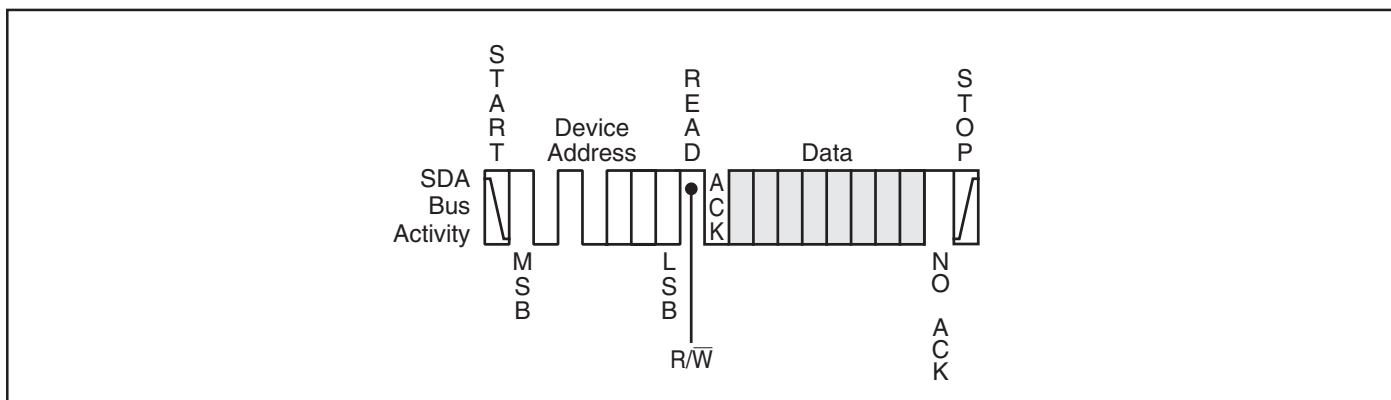 START
READ
STOP
Device
Address
Data
SDA
Bus
Activity
ACK
MSB
LSB
NO ACK
R/W̅